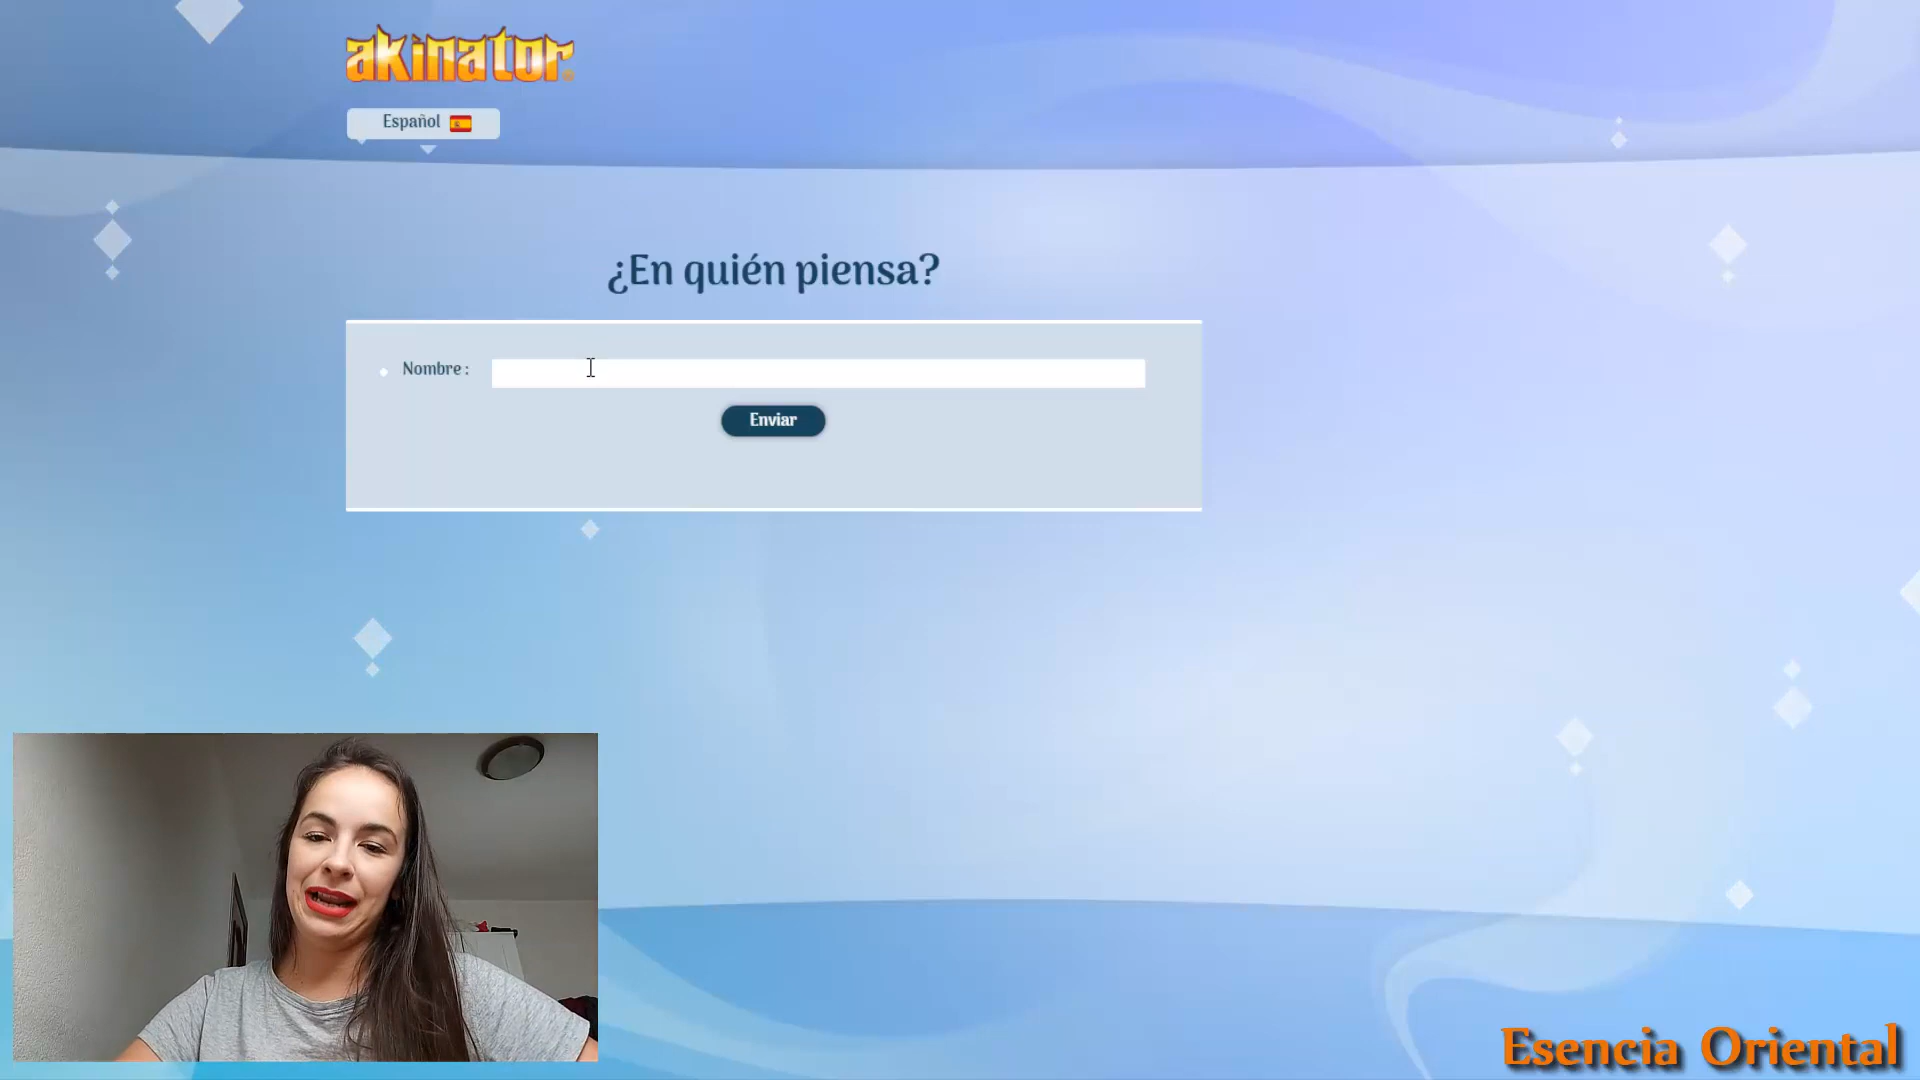 akinator
Español
¿En quién piensa?
Nombre :
Enviar
Esencia Oriental